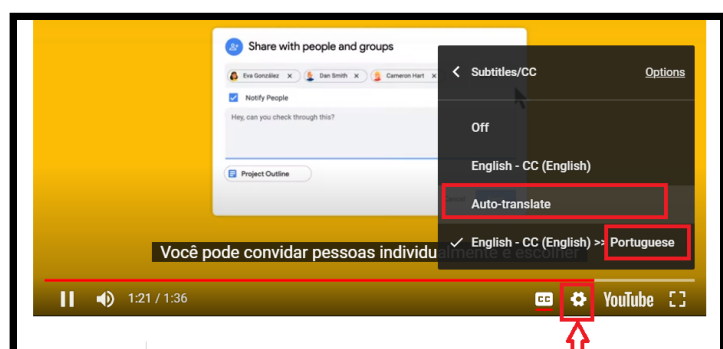 Share with people and groups
Eva González x Dan Smith x Cameron Hart x
Notify People
Hey, can you check through this?
Project Outline
Subtitles/CC Options
Off
English - CC (English)
Auto-translate
English - CC (English) >> Portuguese
Você pode convidar pessoas individualmente e escolher
1:21 / 1:36 CC YouTube